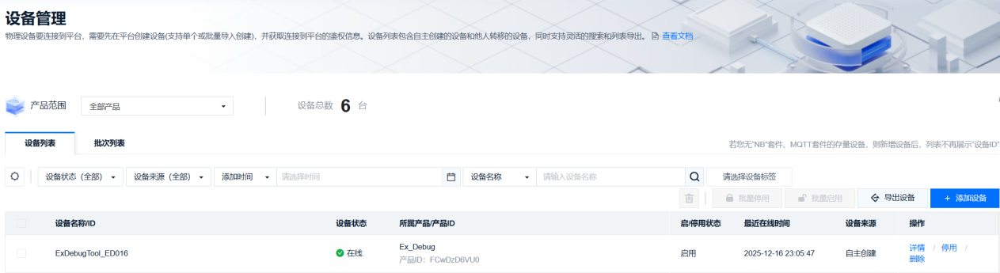 设备管理
物理设备要连接到平台，需要先在平台创建设备(支持单个或批量导入创建)，并获取连接到平台的鉴权信息。设备列表包含自主创建的设备和他人转移的设备，同时支持灵活的搜索和列表导出。 查看文档
产品范围 全部产品 设备总数 6 台
设备列表 批次列表
若您无"NB"套件、MQTT套件的存量设备，则新增设备后，列表不再展示"设备ID"
设备状态（全部） 设备来源（全部） 添加时间 请选择时间 设备名称 请输入设备名称 请选择设备标签
批量停用 批量启用 导出设备 + 添加设备
设备名称/ID 设备状态 所属产品/产品ID 启/停用状态 最近在线时间 设备来源 操作
ExDebugTool_ED016 在线 Ex_Debug 启用 2025-12-16 23:05:47 自主创建 详情 / 停用 /
产品ID：FCwDzD6VU0 删除